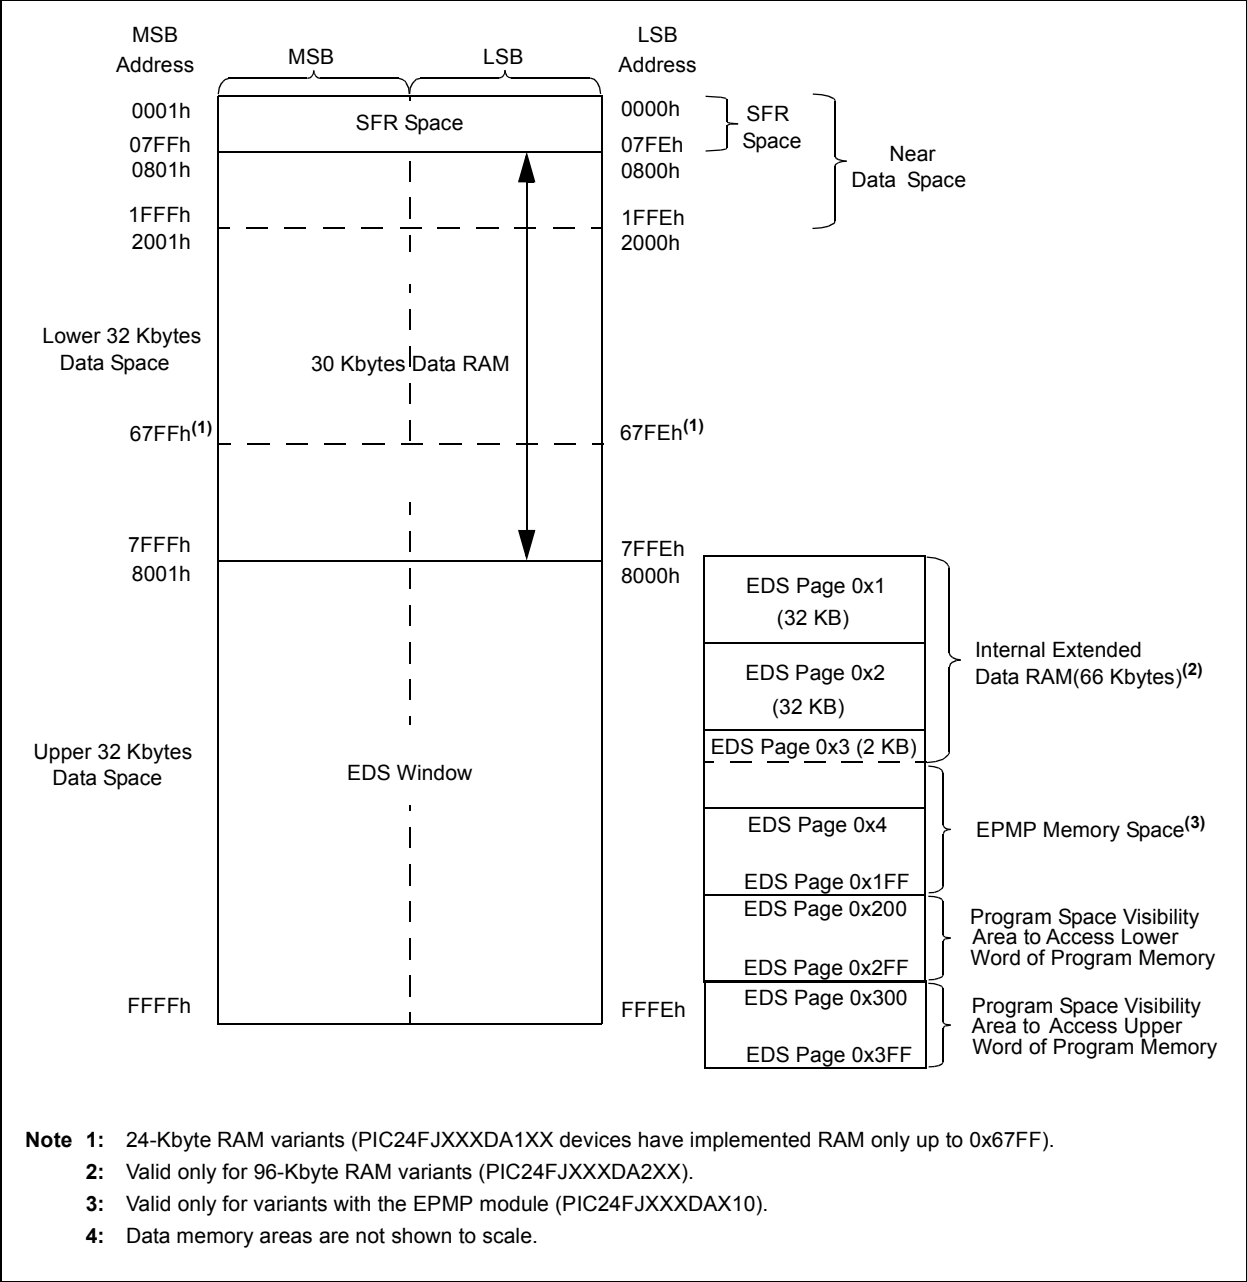 MSB
Address
MSB
LSB
LSB
Address
0001h
SFR Space
0000h
SFR
Space
07FFh
07FEh
0801h
0800h
Near
Data Space
1FFFh
1FFEh
2001h
2000h
Lower 32 Kbytes
Data Space
30 Kbytes Data RAM
67FFh(1)
67FEh(1)
7FFFh
7FFEh
8001h
8000h
EDS Page 0x1
(32 KB)
Internal Extended
Data RAM(66 Kbytes)(2)
EDS Page 0x2
(32 KB)
EDS Page 0x3 (2 KB)
Upper 32 Kbytes
Data Space
EDS Window
EDS Page 0x4
EPMP Memory Space(3)
EDS Page 0x1FF
EDS Page 0x200
Program Space Visibility
Area to Access Lower
Word of Program Memory
EDS Page 0x2FF
FFFFh
FFFEh
EDS Page 0x300
Program Space Visibility
Area to Access Upper
Word of Program Memory
EDS Page 0x3FF
Note 1: 24-Kbyte RAM variants (PIC24FJXXXDA1XX devices have implemented RAM only up to 0x67FF).
2: Valid only for 96-Kbyte RAM variants (PIC24FJXXXDA2XX).
3: Valid only for variants with the EPMP module (PIC24FJXXXDAX10).
4: Data memory areas are not shown to scale.